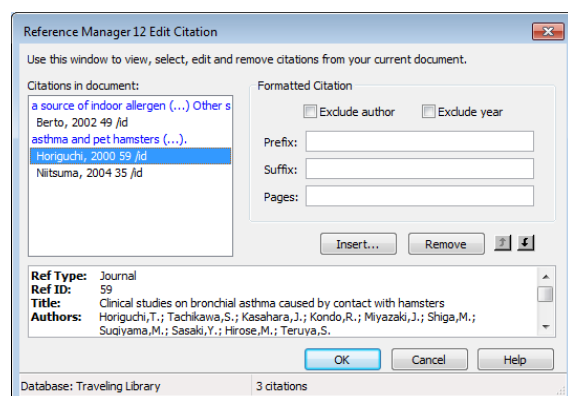 Reference Manager 12 Edit Citation
Use this window to view, select, edit and remove citations from your current document.
Citations in document:
a source of indoor allergen (...) Other s
Berto, 2002 49 /id
asthma and pet hamsters (...).
Horiguchi, 2000 59 /id
Niitsuma, 2004 35 /id
Formatted Citation
Exclude author
Exclude year
Prefix:
Suffix:
Pages:
Insert...
Remove
Ref Type: Journal
Ref ID: 59
Title: Clinical studies on bronchial asthma caused by contact with hamsters
Authors: Horiguchi,T.; Tachikawa,S.; Kasahara,J.; Kondo,R.; Miyazaki,J.; Shiga,M.;
Sugiyama,M.; Sasaki,Y.; Hirose,M.; Teruya,S.
OK
Cancel
Help
Database: Traveling Library
3 citations